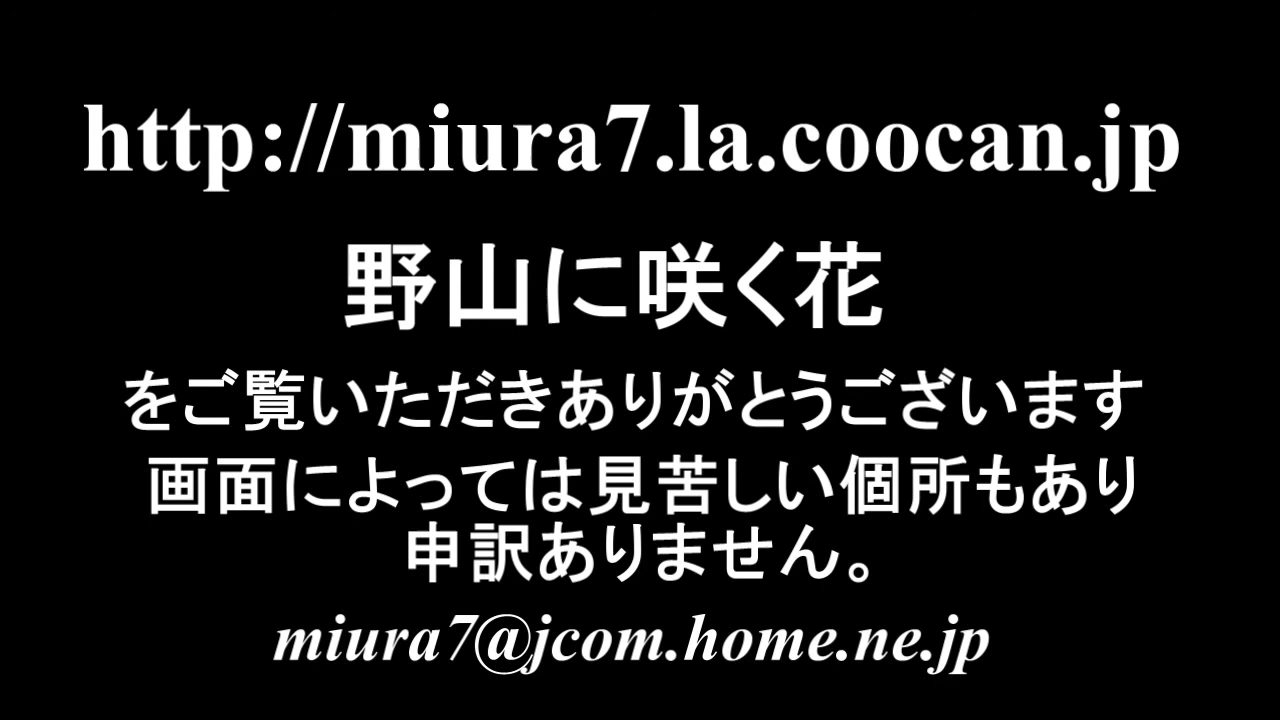 http://miura7.la.coocan.jp
野山に咲く花
をご覧いただきありがとうございます
画面によっては見苦しい個所もあり
申訳ありません。
miura7@jcom.home.ne.jp